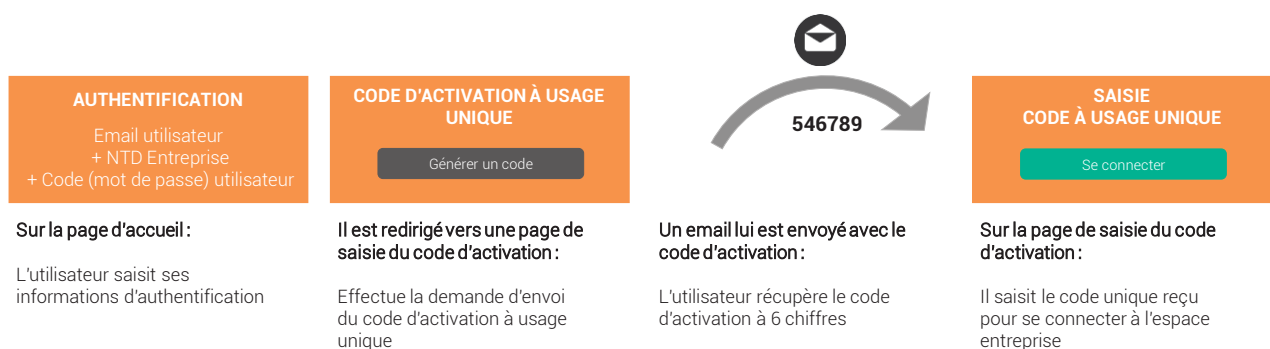 AUTHENTIFICATION
Email utilisateur
+ NTD Entreprise
+ Code (mot de passe) utilisateur
Sur la page d'accueil :
L'utilisateur saisit ses
informations d'authentification
CODE D'ACTIVATION À USAGE
UNIQUE
Générer un code
Il est redirigé vers une page de
saisie du code d'activation :
Effectue la demande d'envoi
du code d'activation à usage
unique
546789
Un email lui est envoyé avec le
code d'activation :
L'utilisateur récupère le code
d'activation à 6 chiffres
SAISIE
CODE À USAGE UNIQUE
Se connecter
Sur la page de saisie du code
d'activation :
Il saisit le code unique reçu
pour se connecter à l'espace
entreprise